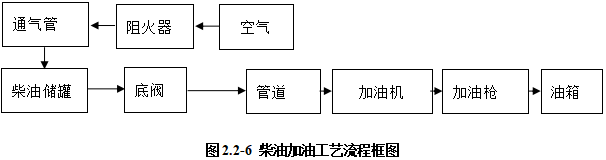 通气管 阻火器 空气
柴油储罐 底阀 管道 加油机 加油枪 油箱
图 2.2-6 柴油加油工艺流程框图